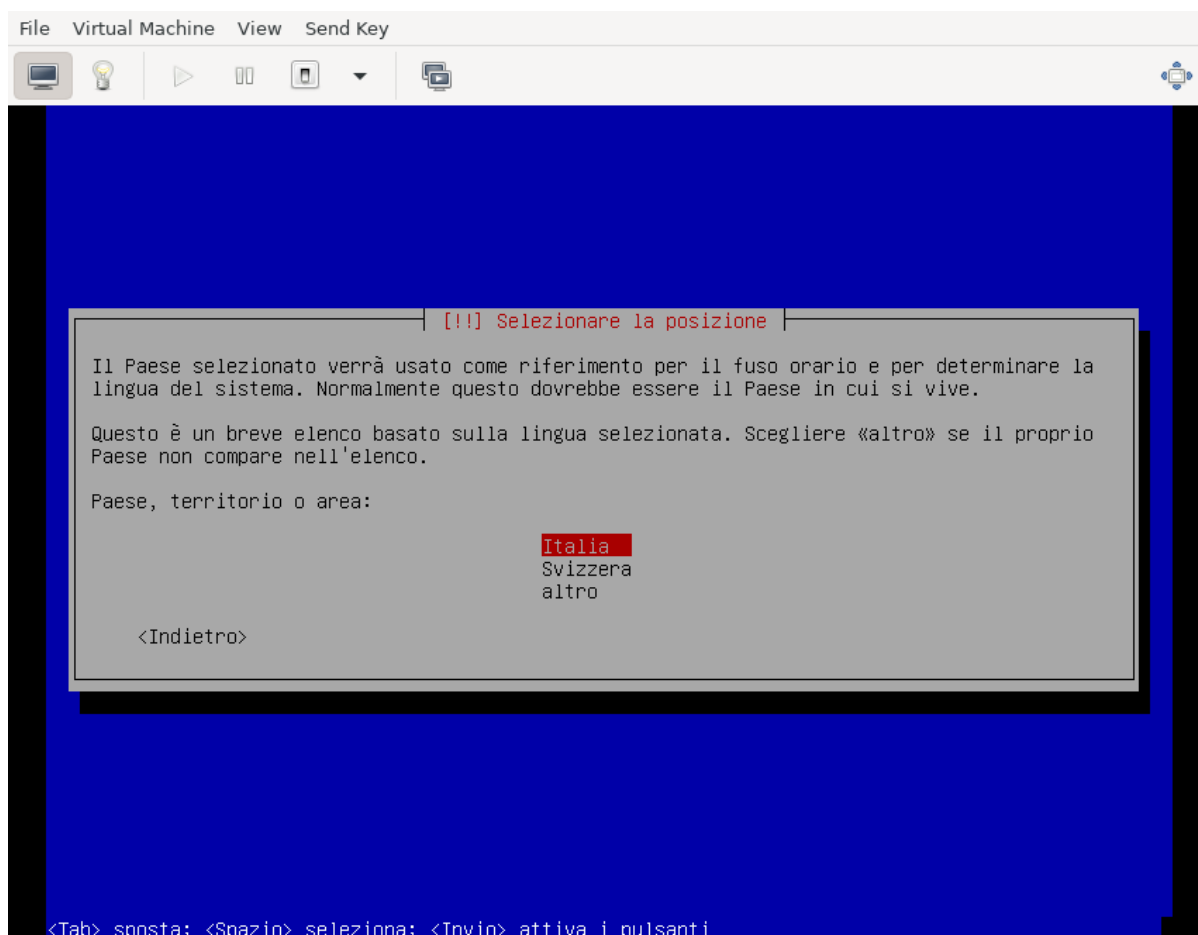 File Virtual Machine View Send Key
[!!] Selezionare la posizione
Il Paese selezionato verrà usato come riferimento per il fuso orario e per determinare la
lingua del sistema. Normalmente questo dovrebbe essere il Paese in cui si vive.
Questo è un breve elenco basato sulla lingua selezionata. Scegliere «altro» se il proprio
Paese non compare nell'elenco.
Paese, territorio o area:
Italia
Svizzera
altro
<Indietro>
<Tab> sposta; <Spazio> seleziona; <Invio> attiva i pulsanti